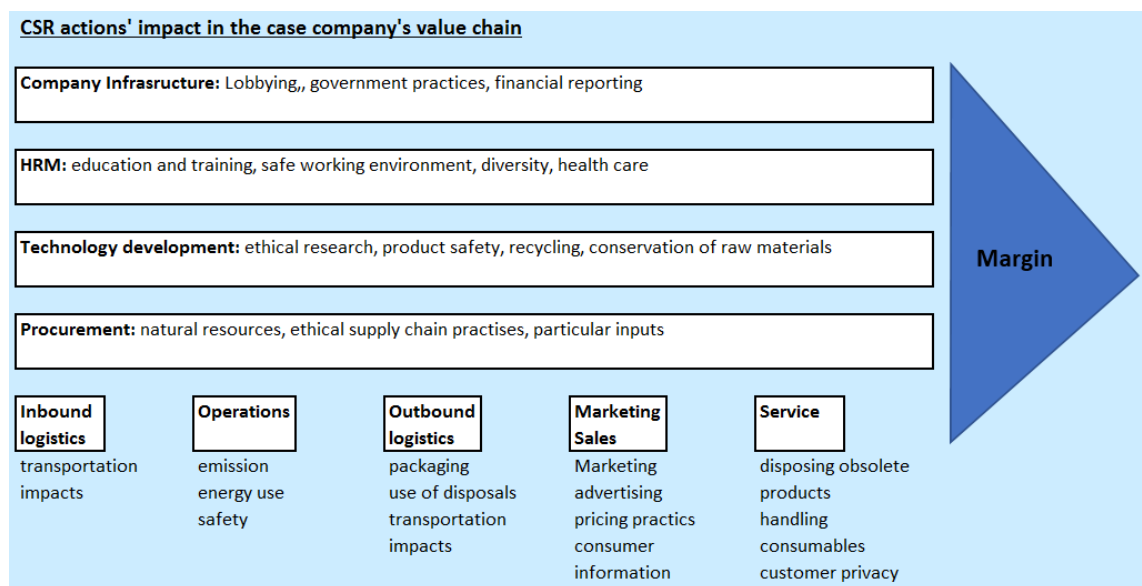 CSR actions' impact in the case company's value chain
Company Infrasructure: Lobbying,, government practices, financial reporting
HRM: education and training, safe working environment, diversity, health care
Technology development: ethical research, product safety, recycling, conservation of raw materials
Procurement: natural resources, ethical supply chain practises, particular inputs
Margin
Inbound
logistics
transportation
impacts
Operations
emission
energy use
safety
Outbound
logistics
packaging
use of disposals
transportation
impacts
Marketing
Sales
Marketing
advertising
pricing practics
consumer
information
Service
disposing obsolete
products
handling
consumables
customer privacy